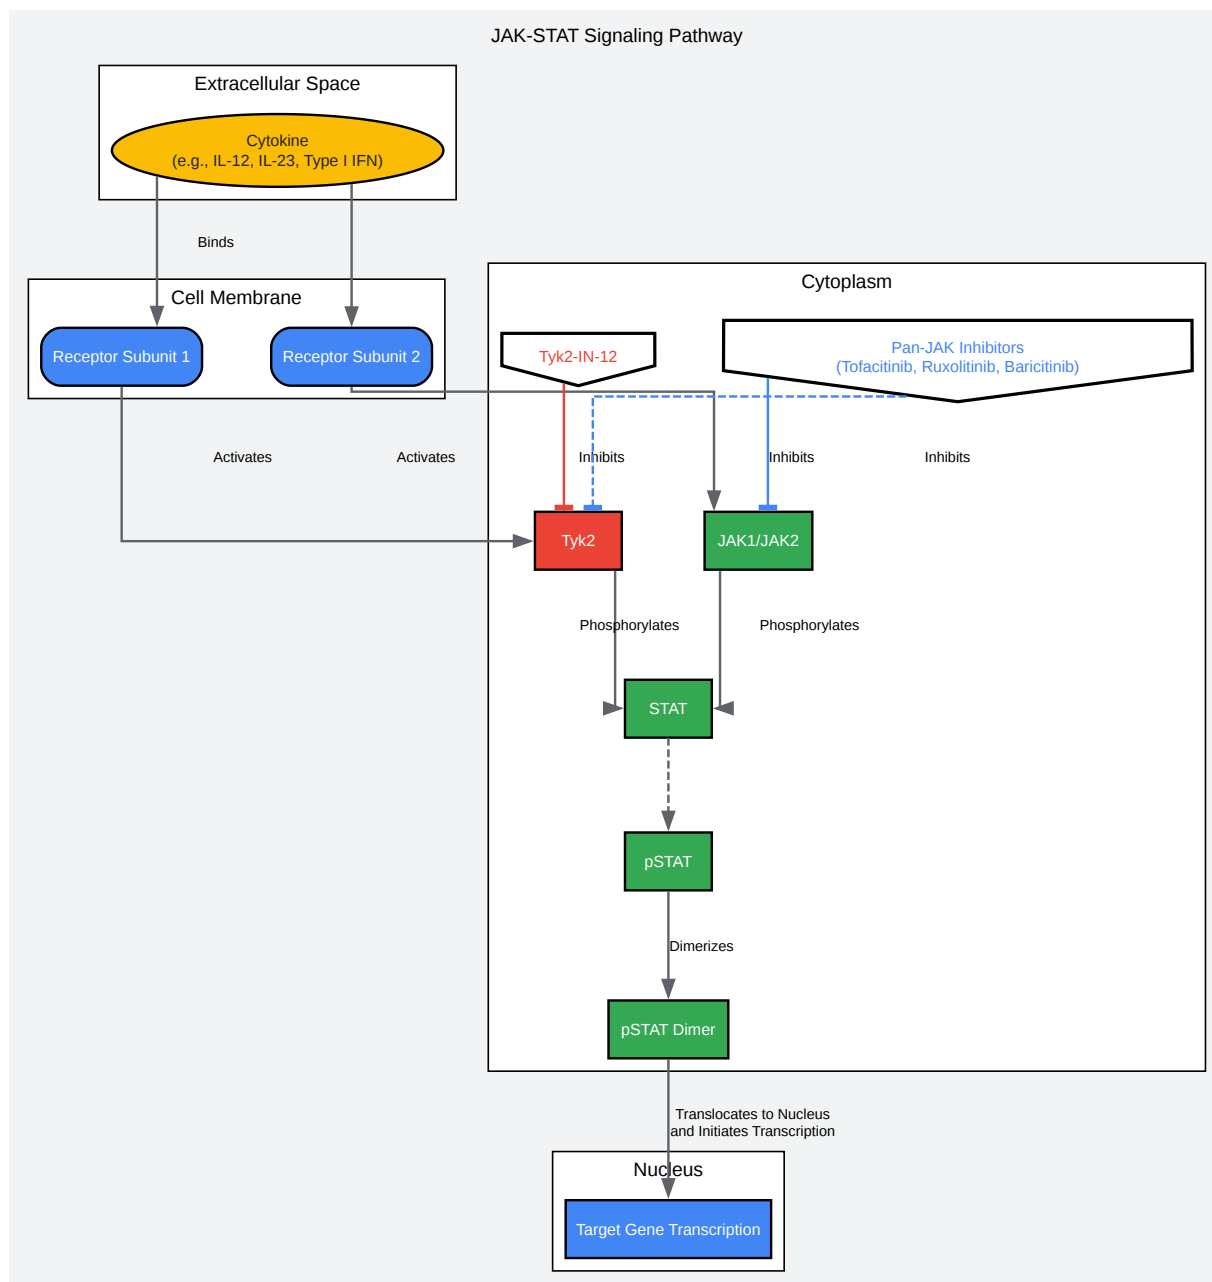 JAK-STAT Signaling Pathway
Extracellular Space
Cytokine
(e.g., IL-12, IL-23, Type I IFN)
Binds
Cell Membrane
Receptor Subunit 1
Receptor Subunit 2
Cytoplasm
Tyk2-IN-12
Pan-JAK Inhibitors
(Tofacitinib, Ruxolitinib, Baricitinib)
Activates
Activates
Inhibits
Inhibits
Inhibits
Tyk2
JAK1/JAK2
Phosphorylates
Phosphorylates
STAT
pSTAT
Dimerizes
pSTAT Dimer
Translocates to Nucleus
and Initiates Transcription
Nucleus
Target Gene Transcription